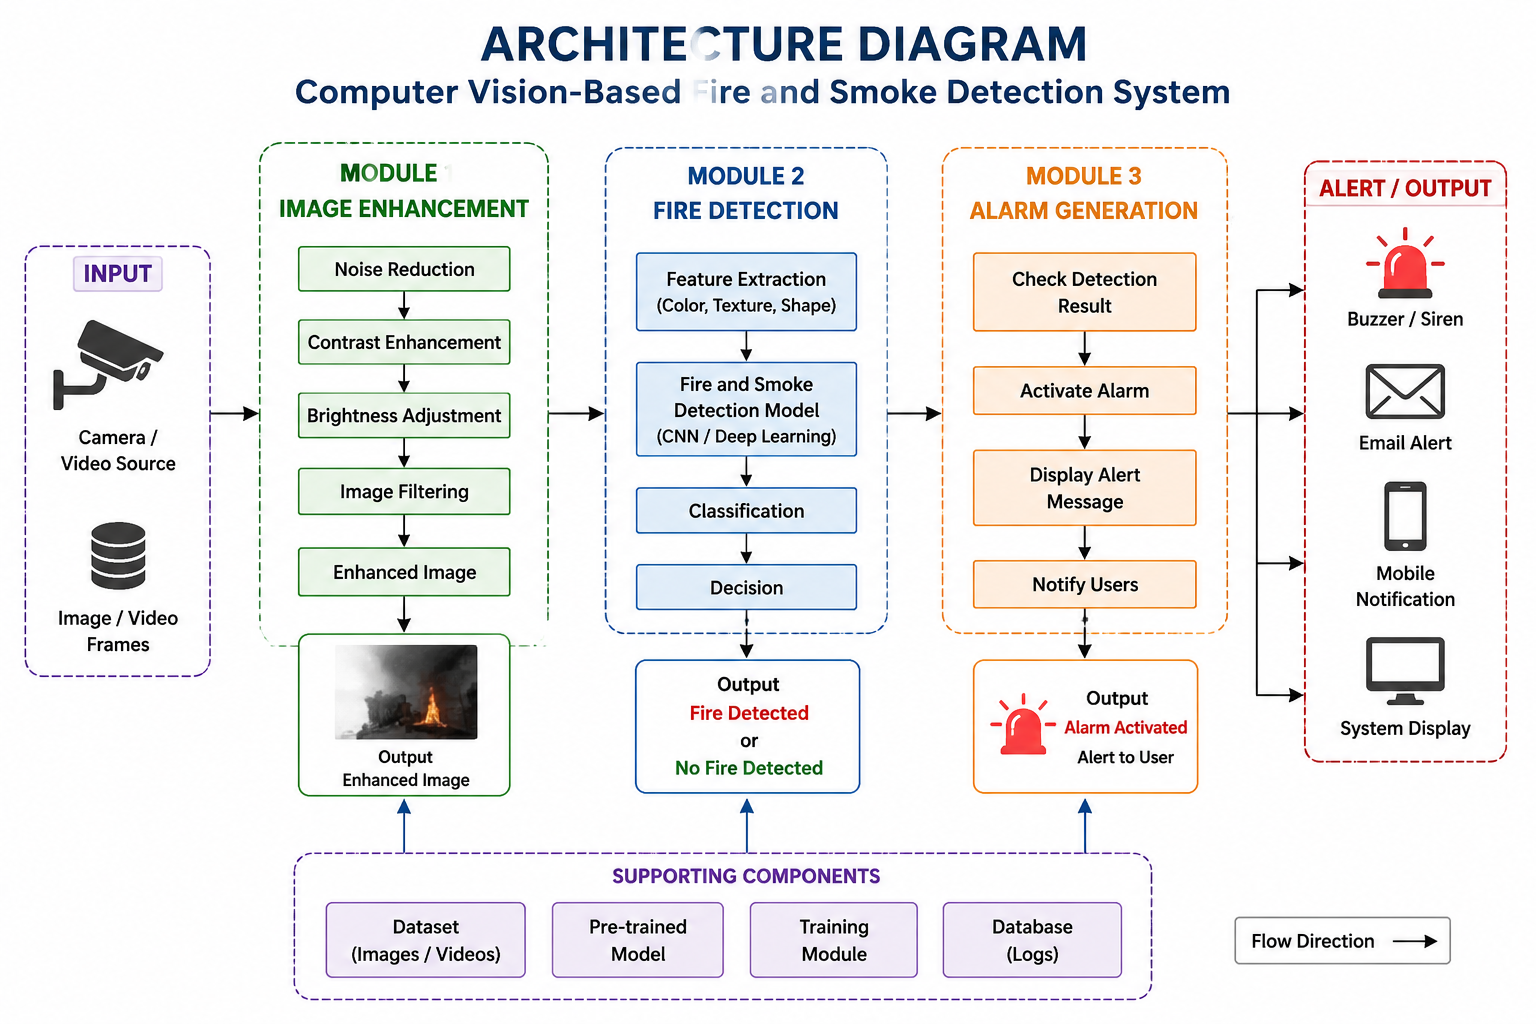 ARCHITECTURE DIAGRAM
Computer Vision-Based Fire and Smoke Detection System
INPUT
Camera /
Video Source
Image / Video
Frames
MODULE
IMAGE ENHANCEMENT
Noise Reduction
Contrast Enhancement
Brightness Adjustment
Image Filtering
Enhanced Image
Output
Enhanced Image
MODULE 2
FIRE DETECTION
Feature Extraction
(Color, Texture, Shape)
Fire and Smoke
Detection Model
(CNN / Deep Learning)
Classification
Decision
Output
Fire Detected
or
No Fire Detected
MODULE 3
ALARM GENERATION
Check Detection
Result
Activate Alarm
Display Alert
Message
Notify Users
Output
Alarm Activated
Alert to User
ALERT / OUTPUT
Buzzer / Siren
Email Alert
Mobile
Notification
System Display
SUPPORTING COMPONENTS
Dataset
(Images / Videos)
Pre-trained
Model
Training
Module
Database
(Logs)
Flow Direction